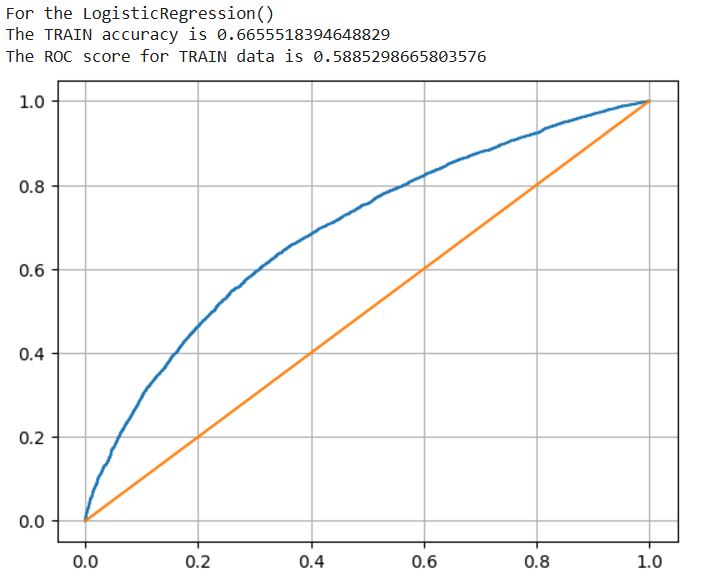 For the LogisticRegression()
The TRAIN accuracy is 0.6655518394648829
The ROC score for TRAIN data is 0.5885298665803576
1.0
0.8
0.6
0.4
0.2
0.0
0.0 0.2 0.4 0.6 0.8 1.0